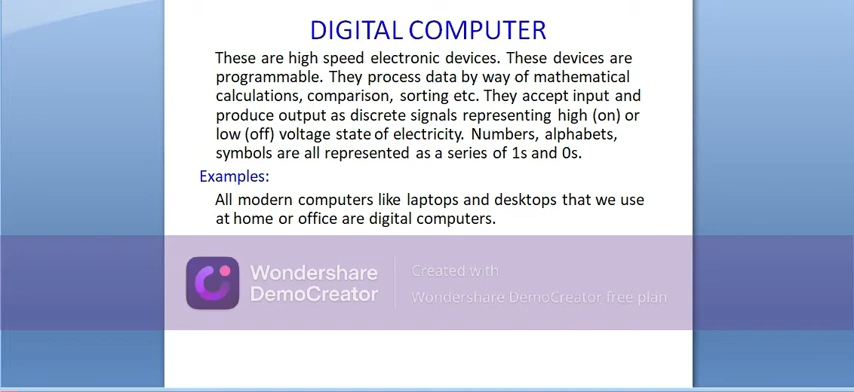 DIGITAL COMPUTER
These are high speed electronic devices. These devices are
programmable. They process data by way of mathematical
calculations, comparison, sorting etc. They accept input and
produce output as discrete signals representing high (on) or
low (off) voltage state of electricity. Numbers, alphabets,
symbols are all represented as a series of 1s and 0s.
Examples:
All modern computers like laptops and desktops that we use
at home or office are digital computers.
Wondershare
DemoCreator
Created with
Wondershare DemoCreator free plan